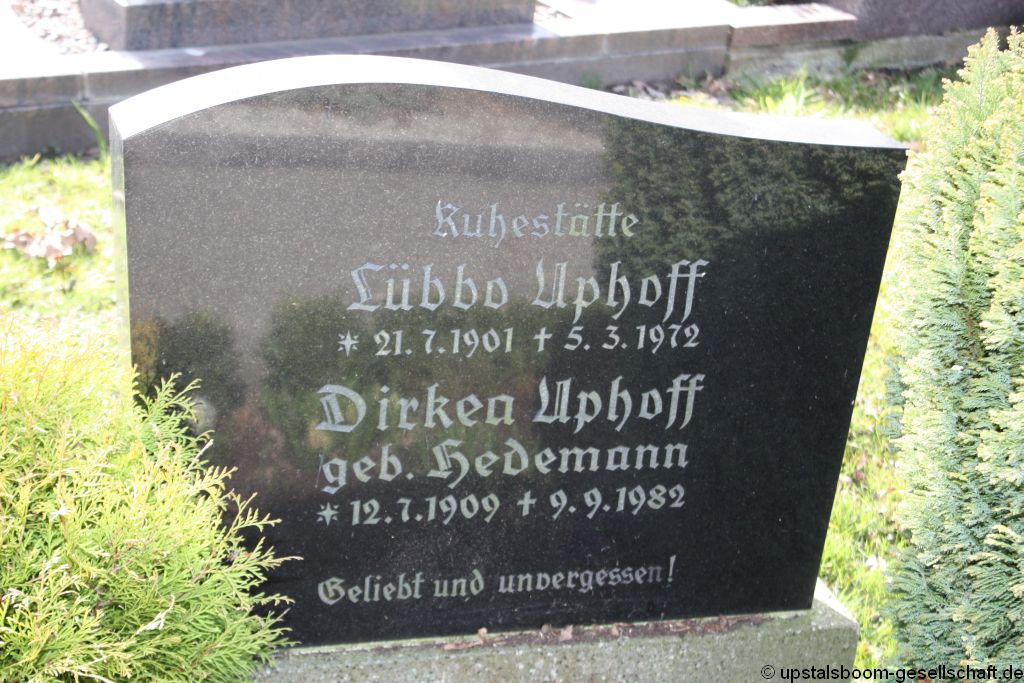 Ruhestätte
Lübbo Uphoff
* 21.7.1901 † 5.3.1972
Dirkea Uphoff
geb. Hedemann
* 12.7.1909 † 9.9.1982
Geliebt und unvergessen!
© upstalsboom-gesellschaft.de